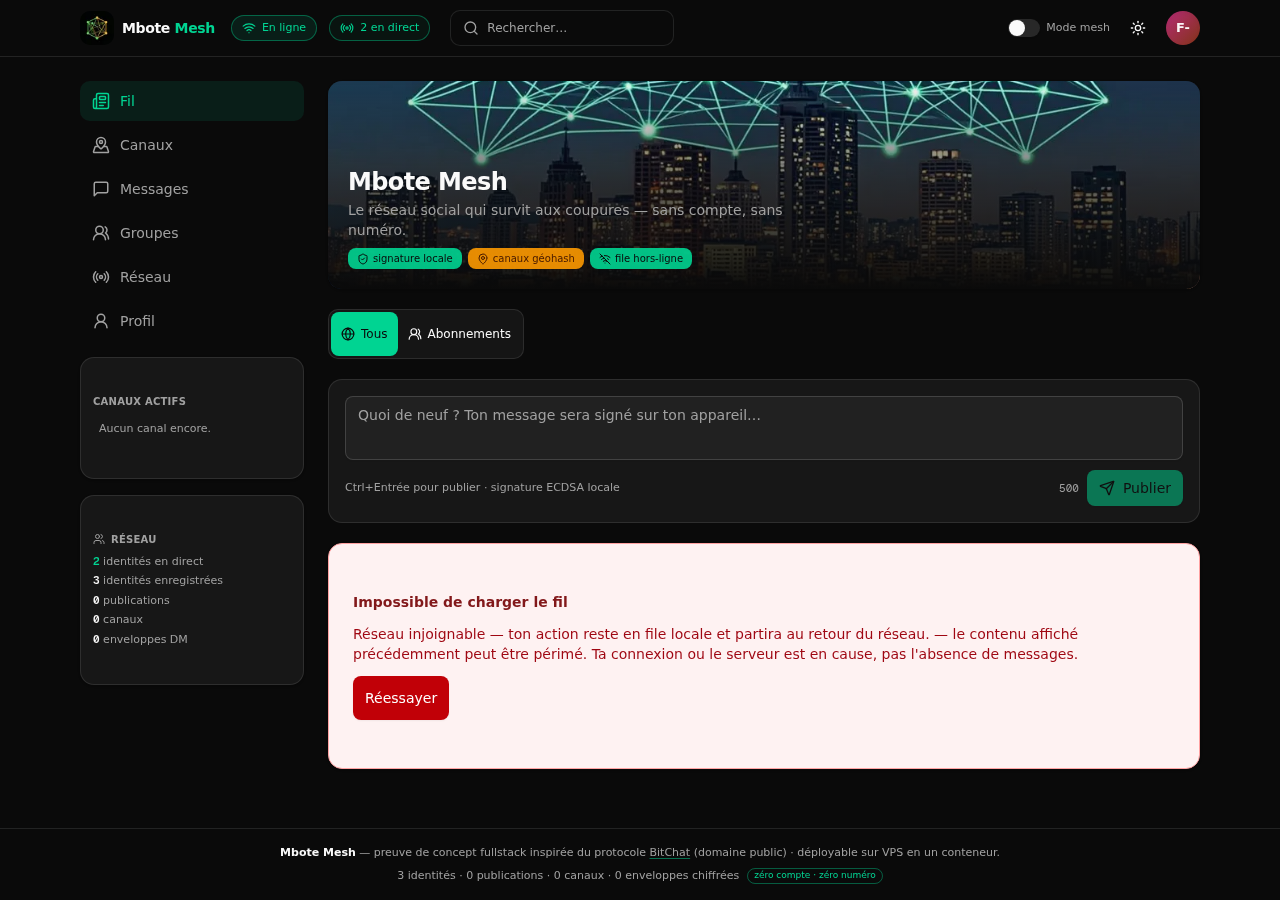 Mbote Mesh
En ligne
2 en direct
Rechercher…
Mode mesh
F-
Fil
Canaux
Messages
Groupes
Réseau
Profil
CANAUX ACTIFS
Aucun canal encore.
RÉSEAU
2 identités en direct
3 identités enregistrées
0 publications
0 canaux
0 enveloppes DM
Mbote Mesh
Le réseau social qui survit aux coupures — sans compte, sans
numéro.
signature locale
canaux géohash
file hors-ligne
Tous
Abonnements
Quoi de neuf ? Ton message sera signé sur ton appareil…
Ctrl+Entrée pour publier · signature ECDSA locale
500
Publier
Impossible de charger le fil
Réseau injoignable — ton action reste en file locale et partira au retour du réseau. — le contenu affiché
précédemment peut être périmé. Ta connexion ou le serveur est en cause, pas l'absence de messages.
Réessayer
Mbote Mesh — preuve de concept fullstack inspirée du protocole BitChat (domaine public) · déployable sur VPS en un conteneur.
3 identités · 0 publications · 0 canaux · 0 enveloppes chiffrées
zéro compte · zéro numéro